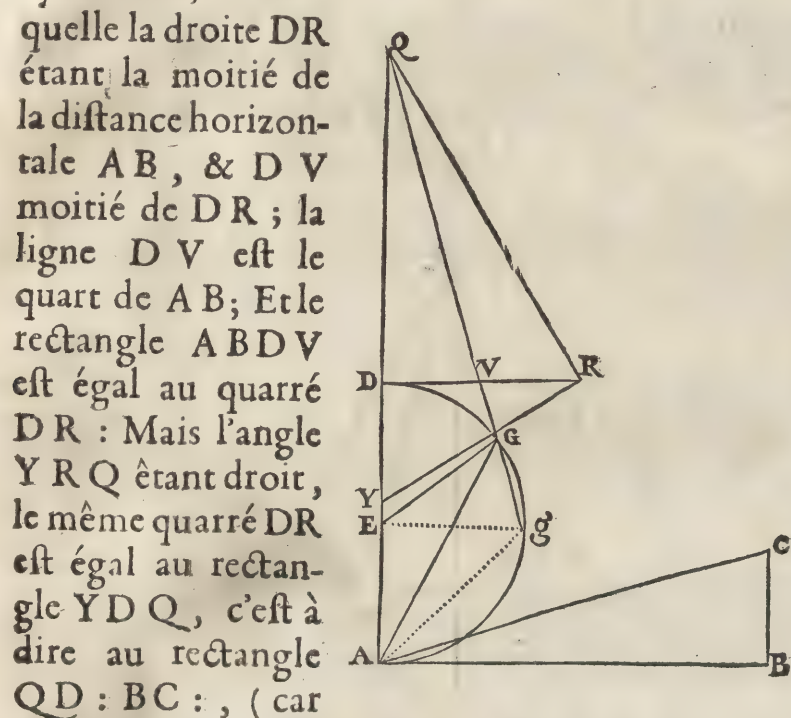 quelle la droite DR
étant la moitié de
la diſtance horizon-
tale AB, & DV
moitié de DR ; la
ligne DV eſt le
quart de AB; Et le
rectangle ABDV
eſt égal au quarré
DR : Mais l'angle
YRQ êtant droit,
le même quarré DR
eſt égal au rectan-
gle YDQ, c'eſt à
dire au rectangle
QD : BC :, ( car
Q
D
V
R
G
Y
E
g
C
A
B